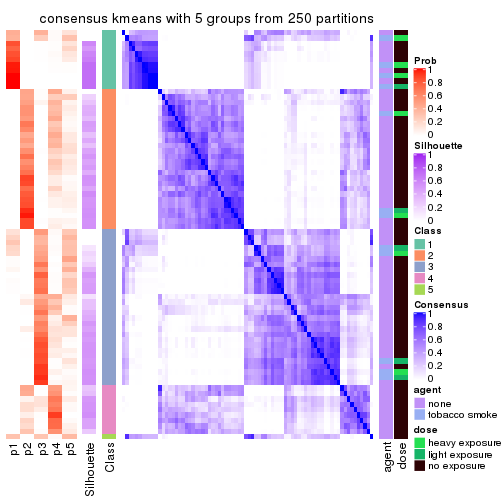 consensus kmeans with 5 groups from 250 partitions
Prob
1
0.8
0.6
0.4
0.2
0
Silhouette
1
0.8
0.6
0.4
0.2
0
Class
1
2
3
4
5
Consensus
1
0.8
0.6
0.4
0.2
0
agent
none
tobacco smoke
dose
heavy exposure
light exposure
no exposure
p1
p2
p3
p4
p5
Silhouette
Class
agent
dose